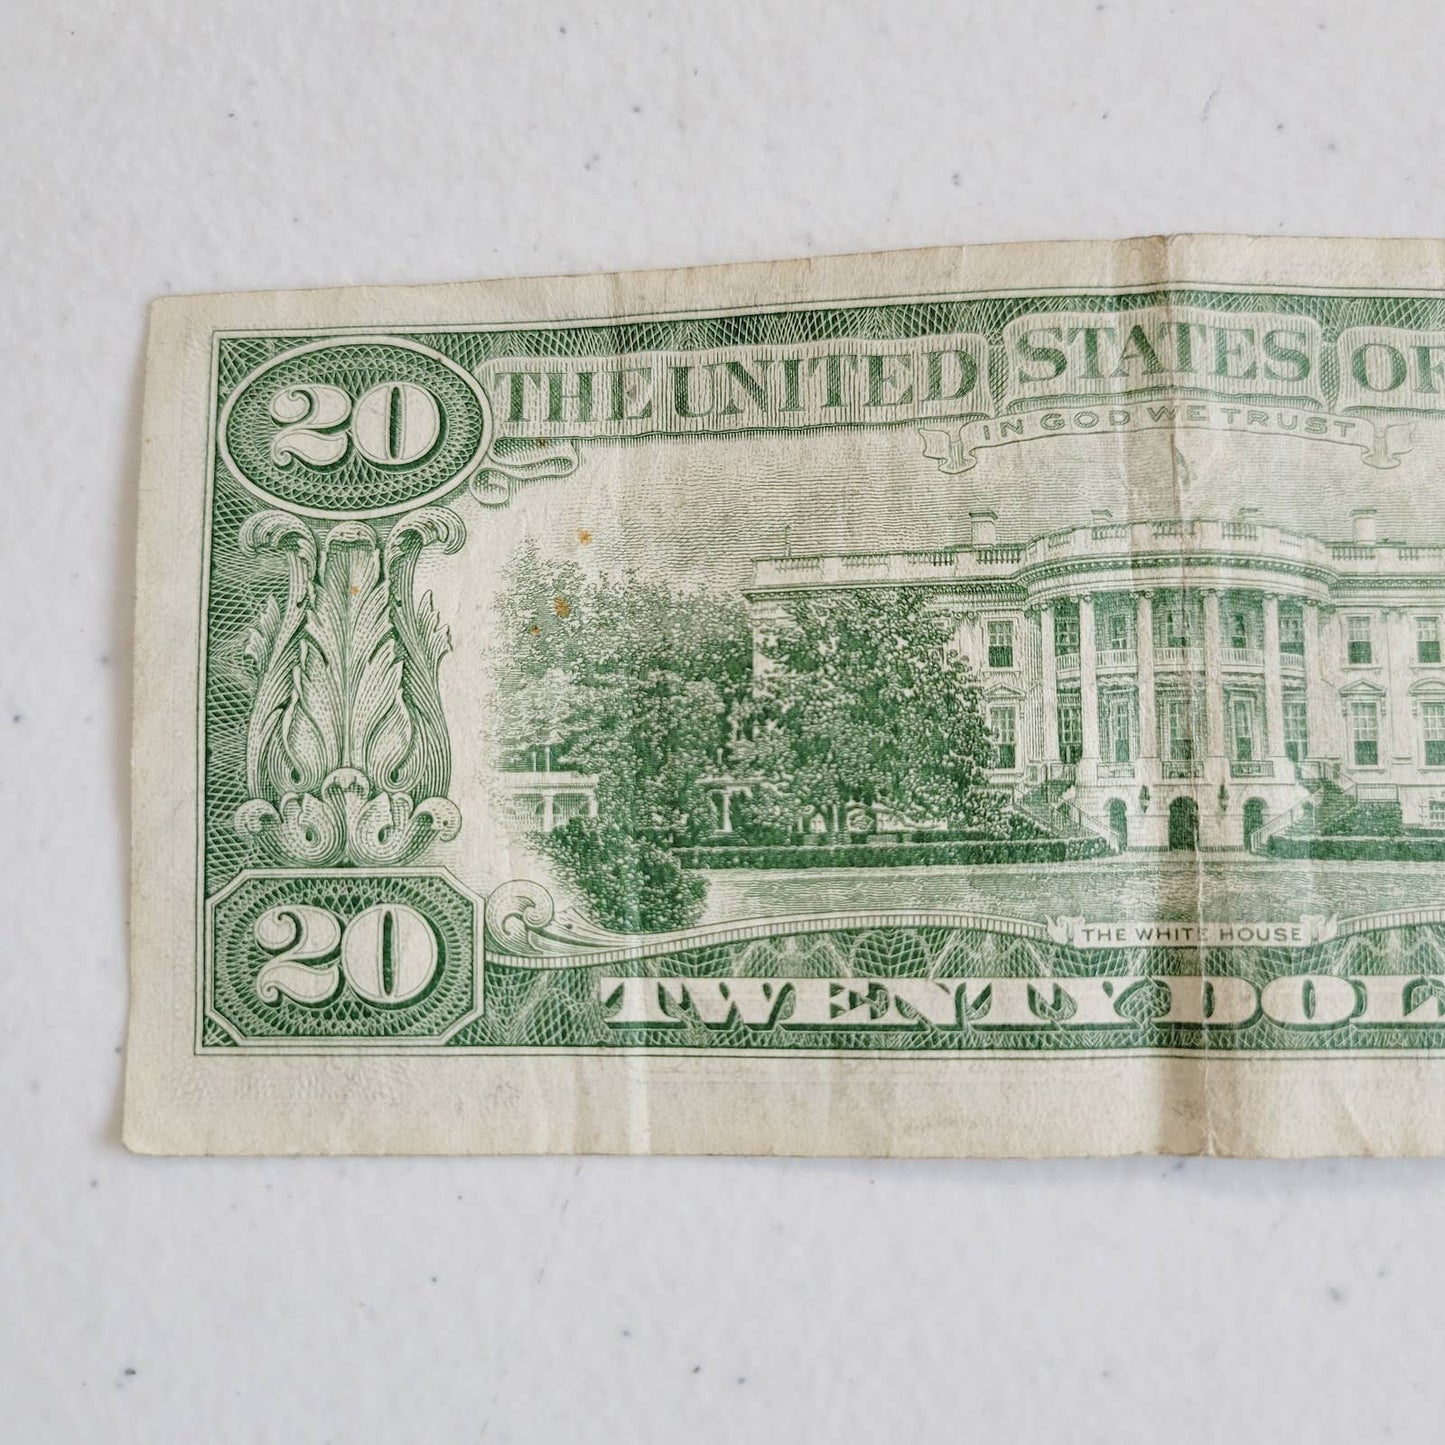 20
THE UNITED STATES OF
IN GOD WE TRUST
THE WHITE HOUSE
20
TWENTY DOL